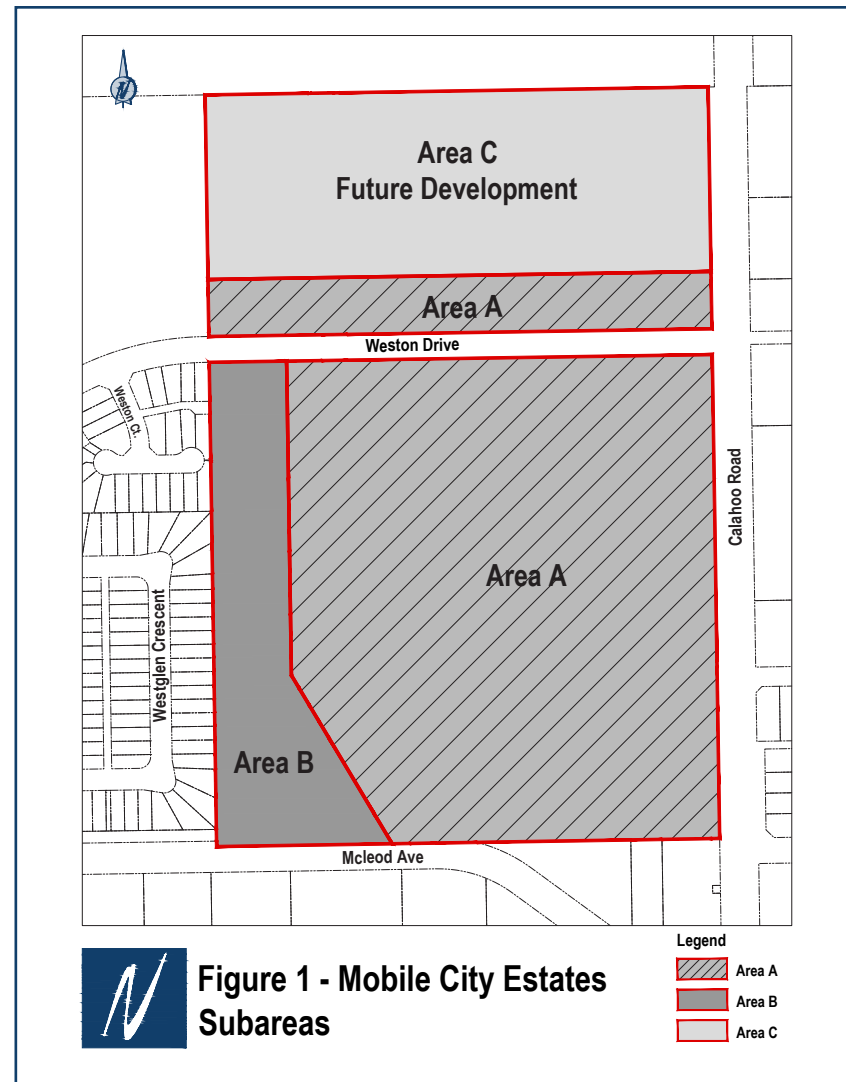 N
Area C
Future Development
Area A
Weston Drive
Weston Ct.
Calahoo Road
Area A
Westglen Crescent
Area B
Mcleod Ave
N
Figure 1 - Mobile City Estates
Subareas
Legend
Area A
Area B
Area C